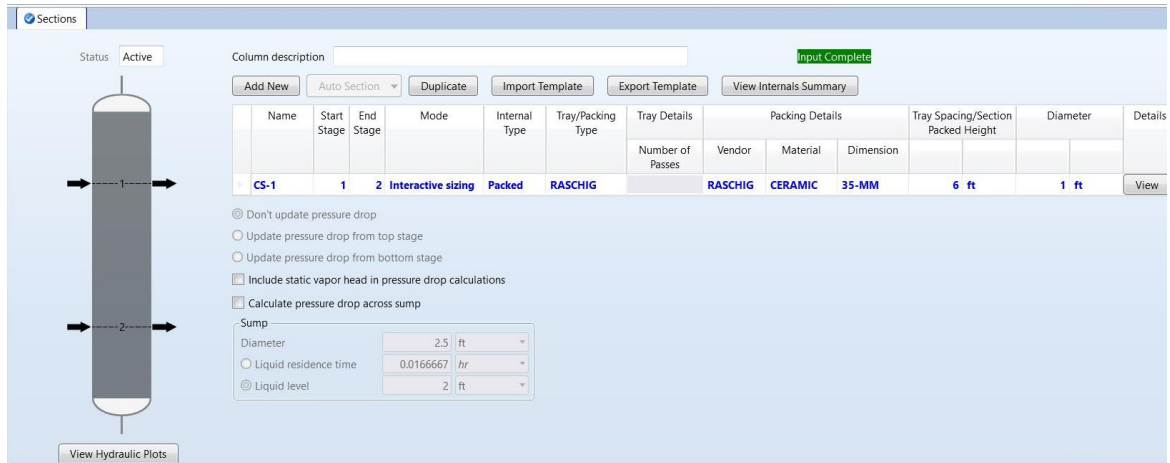 Sections
Status Active
Column description
Input Complete
Add New Auto Section Duplicate Import Template Export Template View Internals Summary
Name Start Stage End Stage Mode Internal Type Tray/Packing Type Tray Details Packing Details Tray Spacing/Section Packed Height Diameter Details
Number of Passes Vendor Material Dimension
CS-1 1 2 Interactive sizing Packed RASCHIG RASCHIG CERAMIC 35-MM 6 ft 1 ft View
1
Don't update pressure drop
Update pressure drop from top stage
Update pressure drop from bottom stage
Include static vapor head in pressure drop calculations
Calculate pressure drop across sump
2
Sump
Diameter 2.5 ft
Liquid residence time 0.0166667 hr
Liquid level 2 ft
View Hydraulic Plots